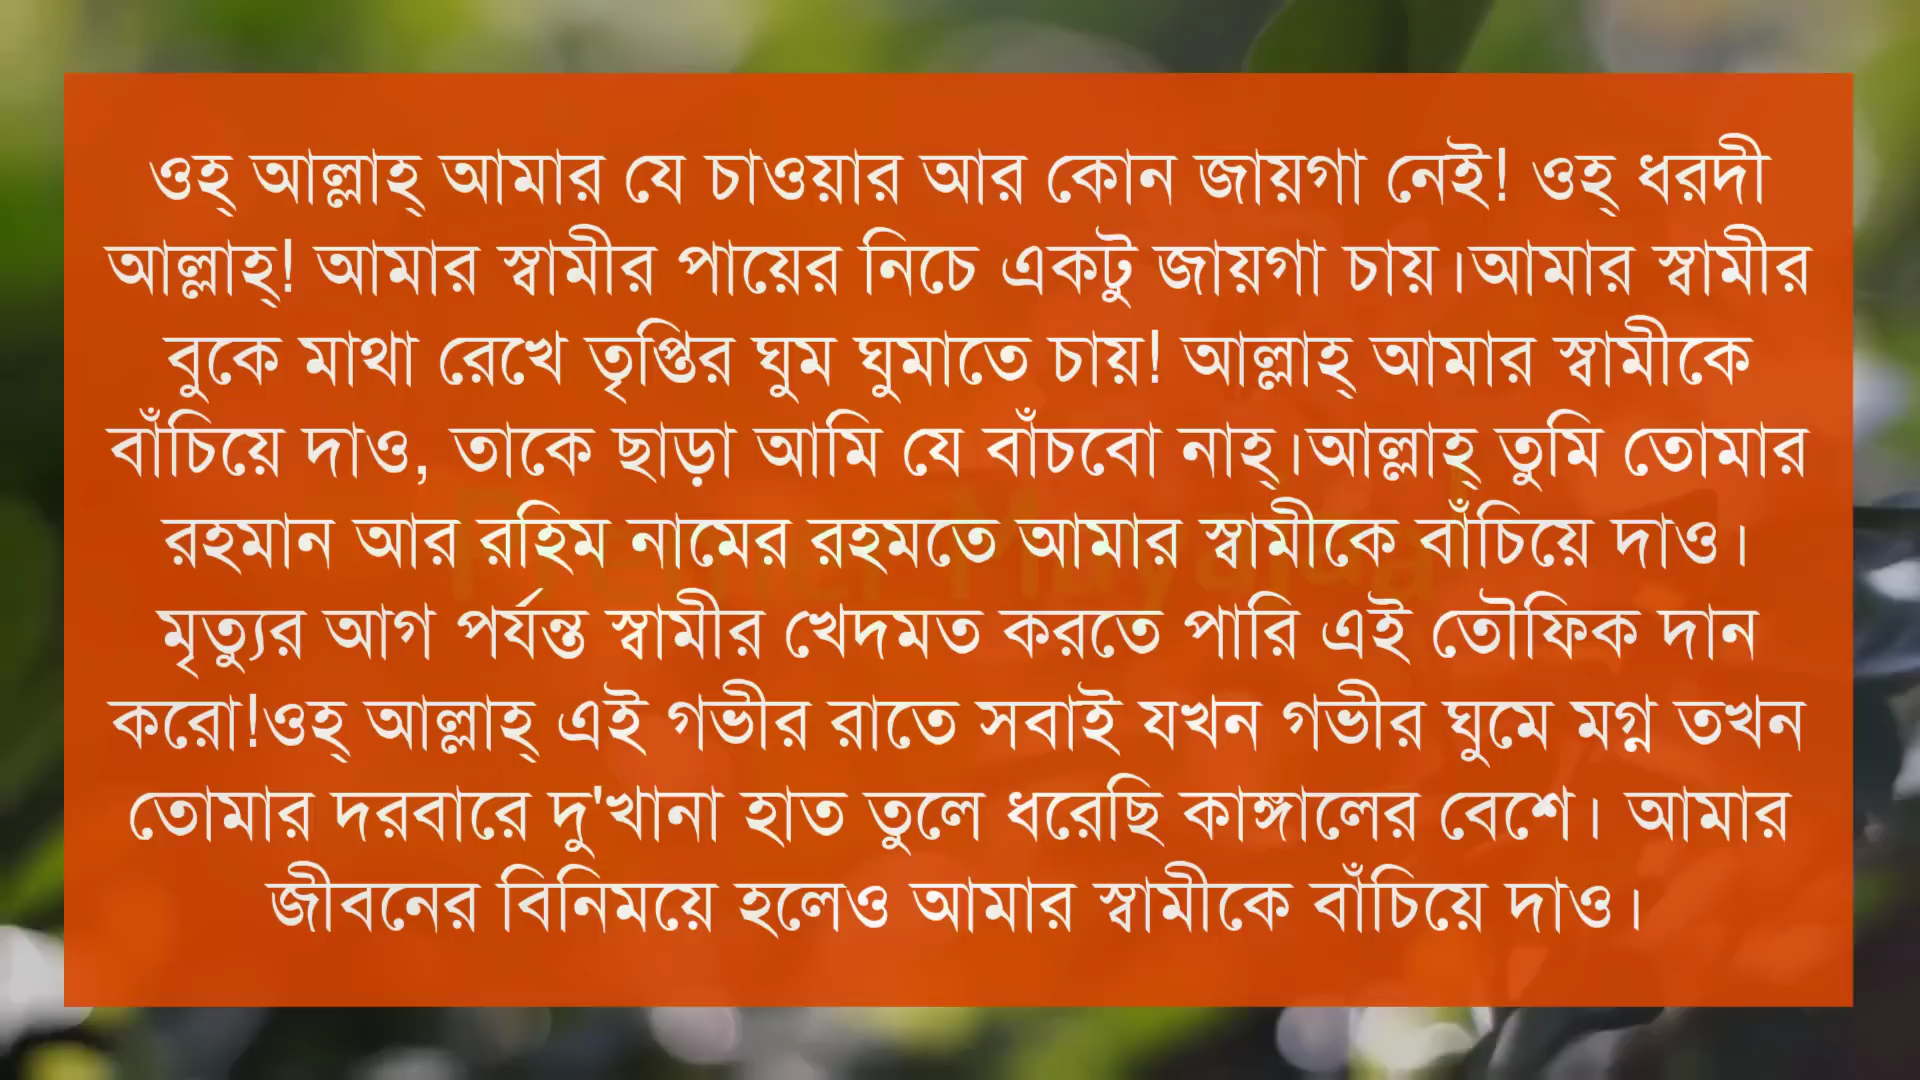 ওহ্ আল্লাহ্ আমার যে চাওয়ার আর কোন জায়গা নেই! ওহ্ ধরদী
আল্লাহ্! আমার স্বামীর পায়ের নিচে একটু জায়গা চায়।আমার স্বামীর
বুকে মাথা রেখে তৃপ্তির ঘুম ঘুমাতে চায়! আল্লাহ্ আমার স্বামীকে
বাঁচিয়ে দাও, তাকে ছাড়া আমি যে বাঁচবো নাহ্।আল্লাহ্ তুমি তোমার
রহমান আর রহিম নামের রহমতে আমার স্বামীকে বাঁচিয়ে দাও।
মৃত্যুর আগ পর্যন্ত স্বামীর খেদমত করতে পারি এই তৌফিক দান
করো!ওহ্ আল্লাহ্ এই গভীর রাতে সবাই যখন গভীর ঘুমে মগ্ন তখন
তোমার দরবারে দু'খানা হাত তুলে ধরেছি কাঙ্গালের বেশে। আমার
জীবনের বিনিময়ে হলেও আমার স্বামীকে বাঁচিয়ে দাও।